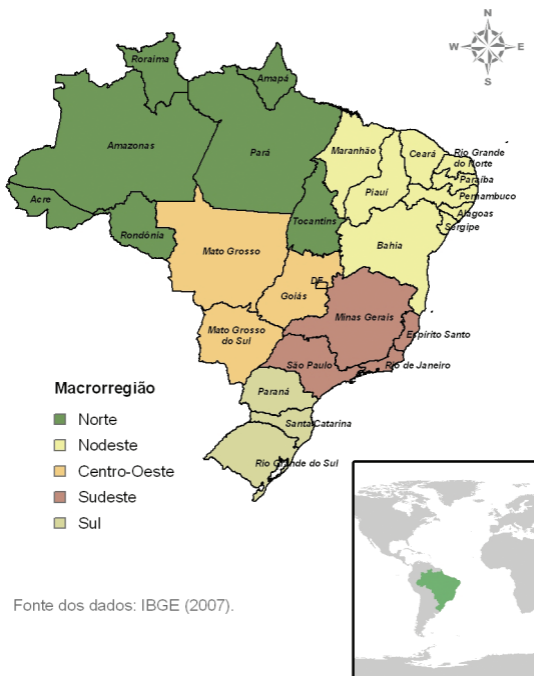 N
W
E
S
Roraima
Amapá
Amazonas
Pará
Maranhão
Ceará
Rio Grande
do Norte
Paraíba
Piauí
Pernambuco
Acre
Alagoas
Sergipe
Rondônia
Tocantins
Mato Grosso
Bahia
DF
Goiás
Minas Gerais
Mato Grosso
do Sul
Espírito Santo
São Paulo
Rio de Janeiro
Paraná
Santa Catarina
Rio Grande do Sul
Macrorregião
Norte
Nodeste
Centro-Oeste
Sudeste
Sul
Fonte dos dados: IBGE (2007).